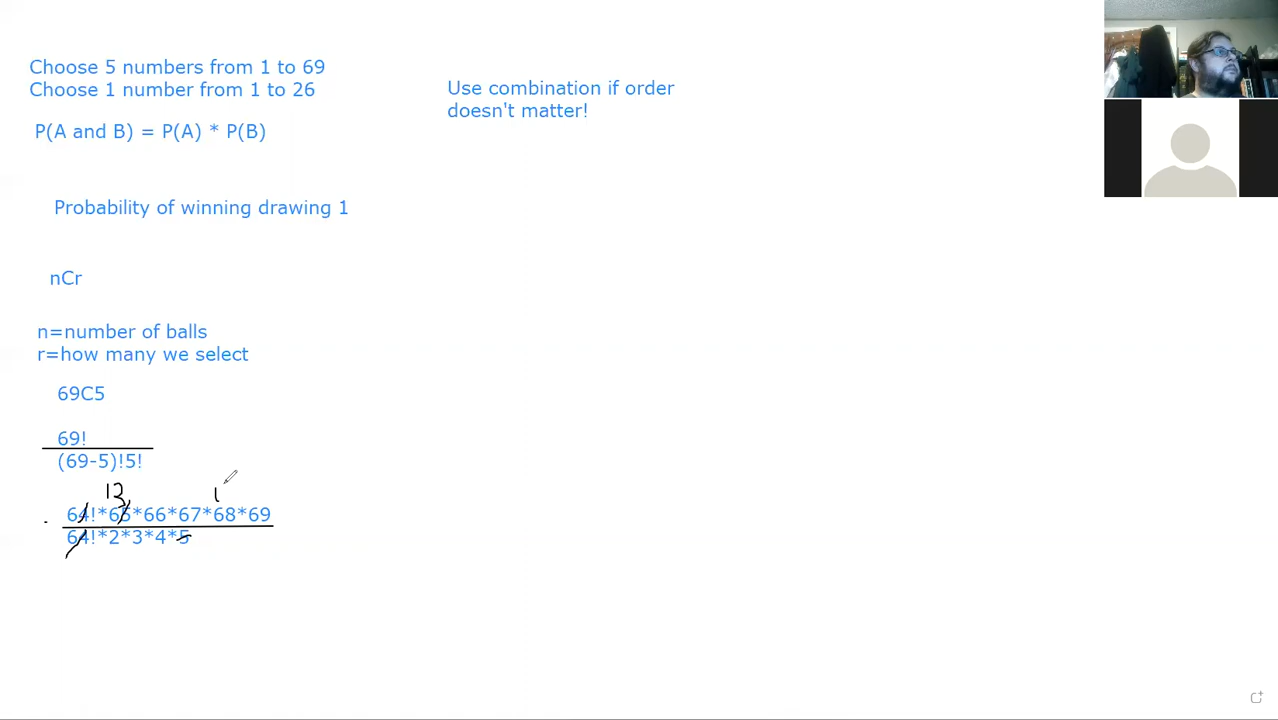 Choose 5 numbers from 1 to 69
Choose 1 number from 1 to 26
Use combination if order
doesn't matter!
P(A and B) = P(A) * P(B)
Probability of winning drawing 1
nCr
n=number of balls
r=how many we select
69C5
69!
(69-5)!5!
13 1
64!*65*66*67*68*69
64!*2*3*4*5